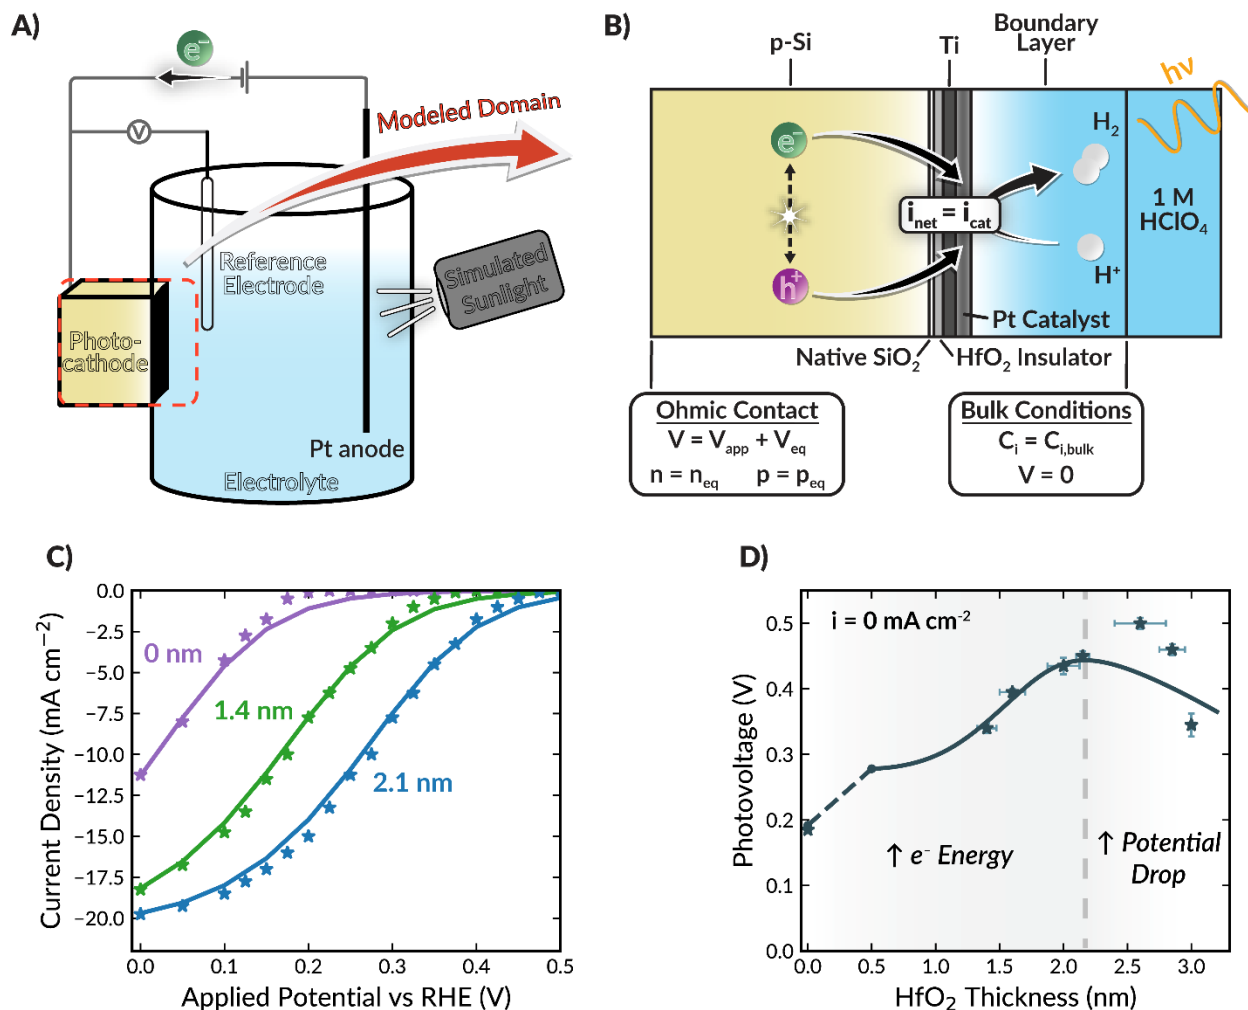 A)
e⁻
V
Modeled Domain
Reference
Electrode
Simulated
Sunlight
Photo-
cathode
Pt anode
Electrolyte
B)
p-Si
Ti
Boundary
Layer
hν
e⁻
H₂
i_net = i_cat
1 M
HClO₄
h⁺
H⁺
Pt Catalyst
Native SiO₂
HfO₂ Insulator
Ohmic Contact
V = V_app + V_eq
n = n_eq p = p_eq
Bulk Conditions
C_i = C_i,bulk
V = 0
C)
Current Density (mA cm⁻²)
0.0
−2.5
−5.0
−7.5
−10.0
−12.5
−15.0
−17.5
−20.0
0 nm
1.4 nm
2.1 nm
0.0 0.1 0.2 0.3 0.4 0.5
Applied Potential vs RHE (V)
D)
Photovoltage (V)
0.5
0.4
0.3
0.2
0.1
0.0
i = 0 mA cm⁻²
↑ e⁻ Energy
↑ Potential
Drop
0.0 0.5 1.0 1.5 2.0 2.5 3.0
HfO₂ Thickness (nm)